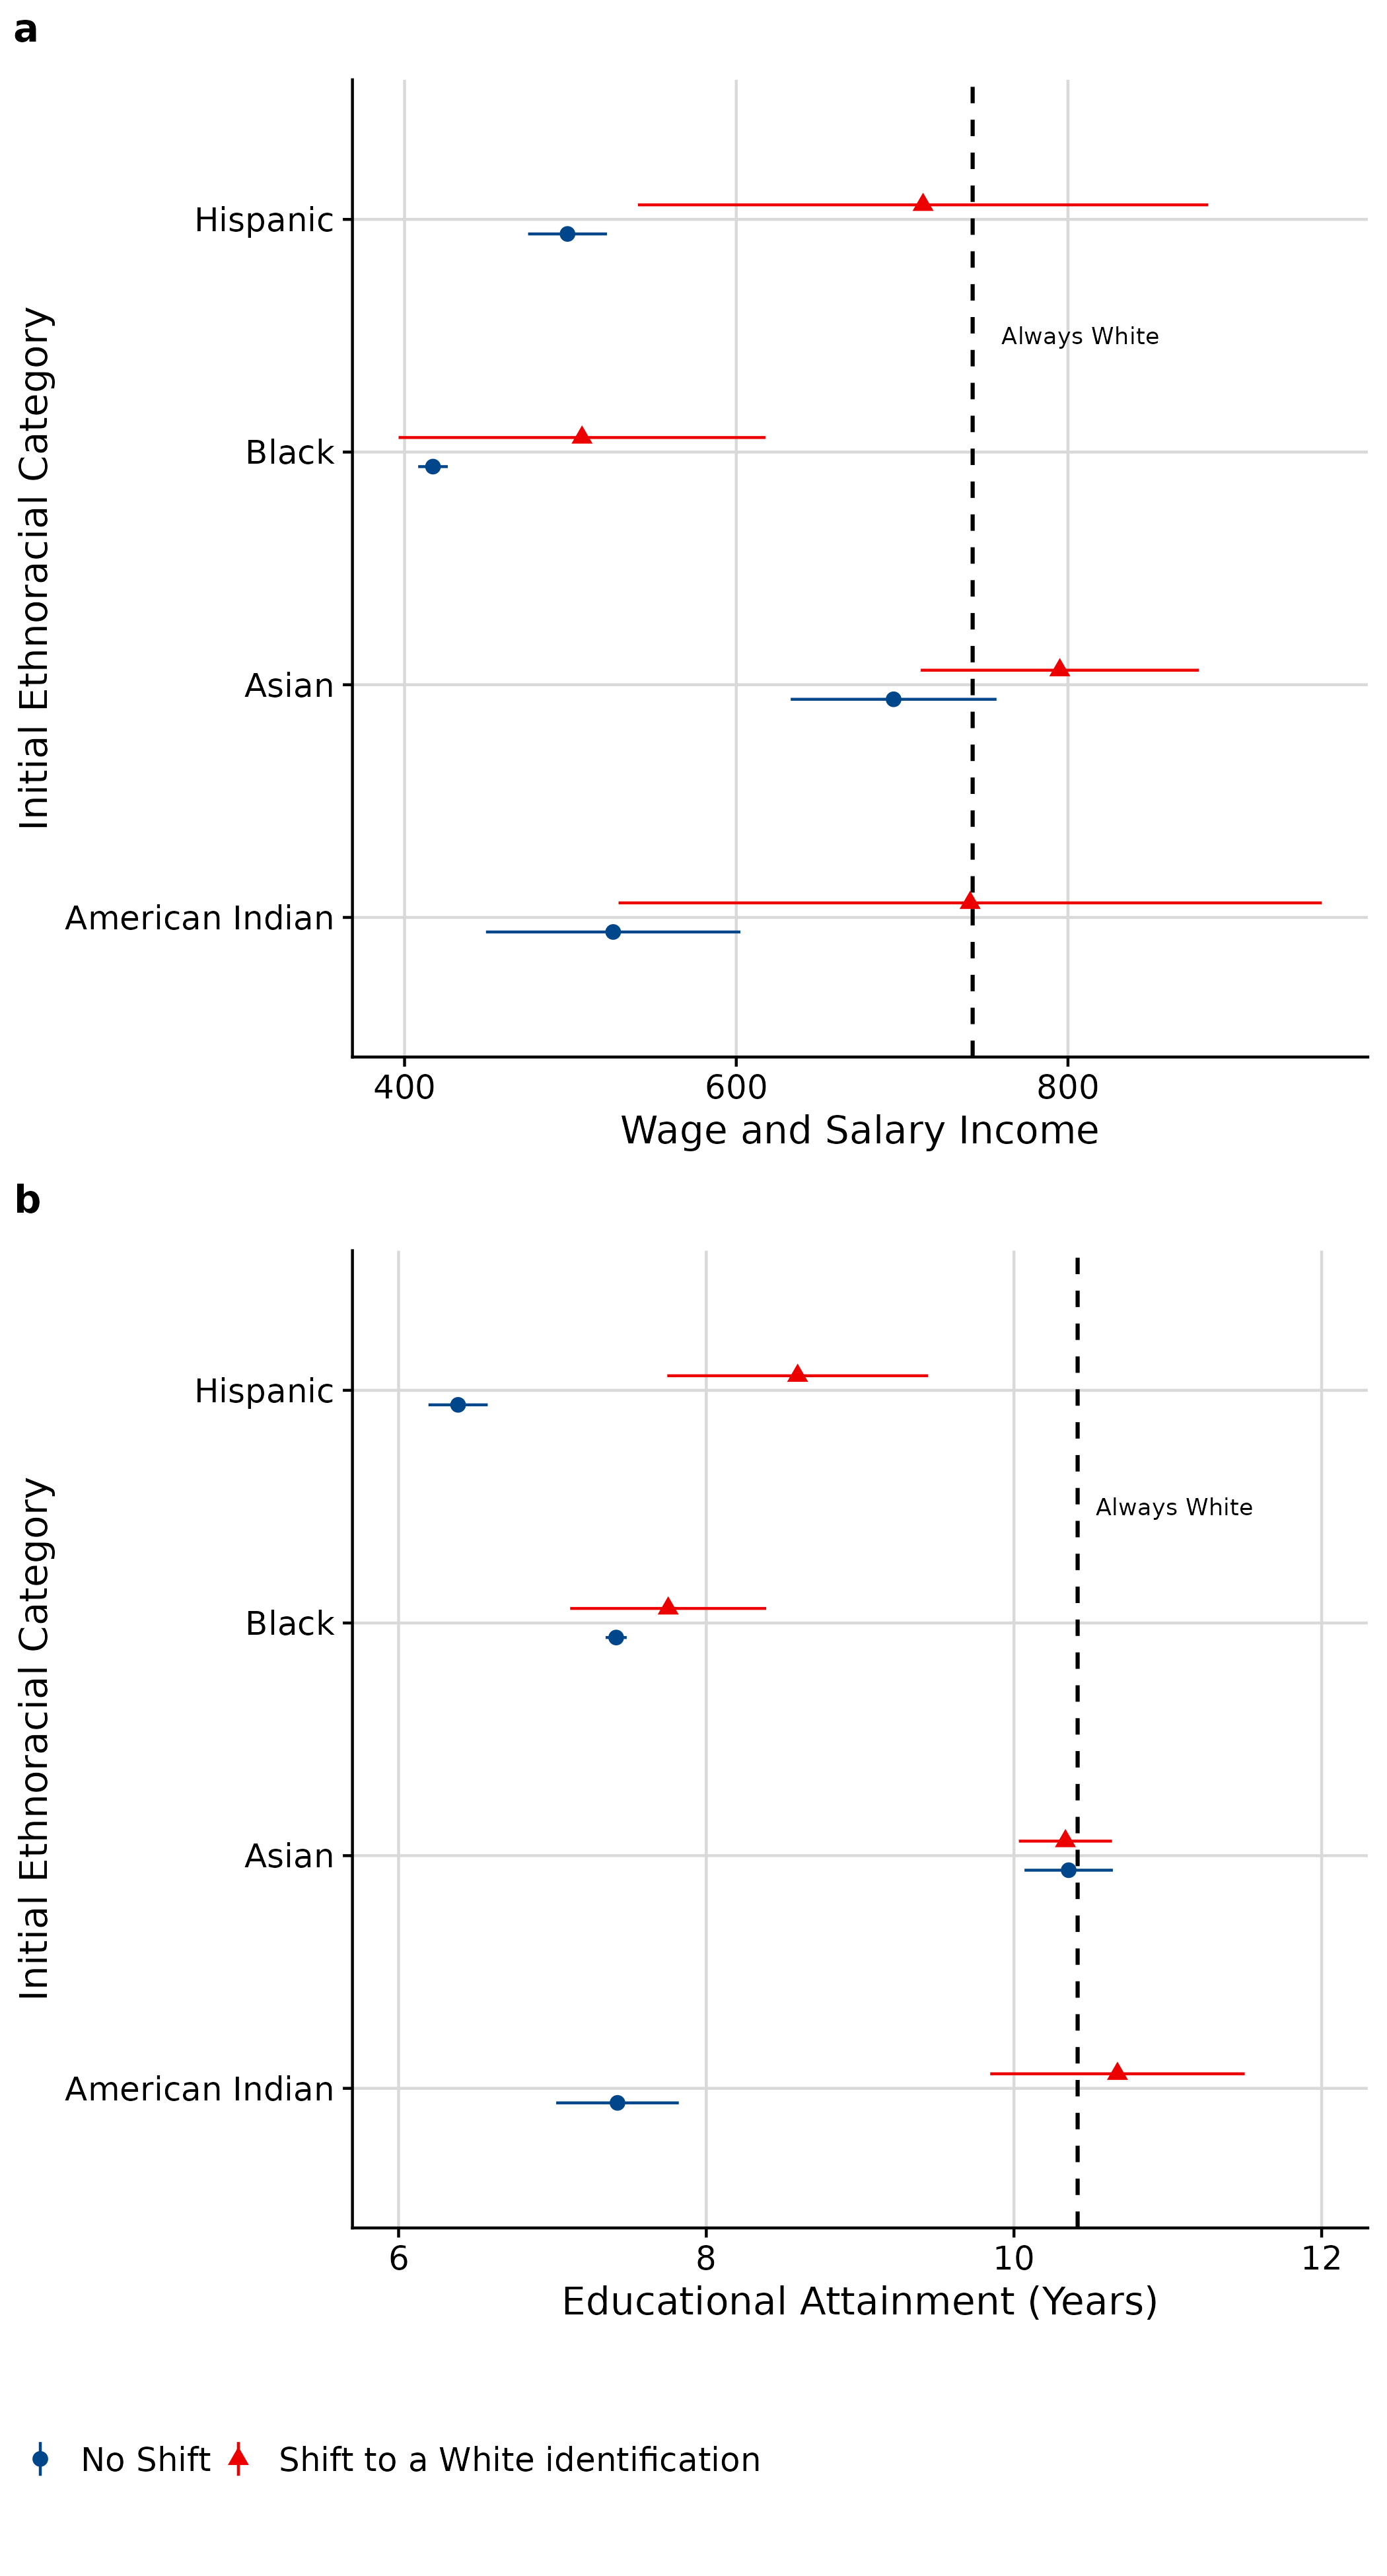 a
Initial Ethnoracial Category
Hispanic
Always White
Black
Asian
American Indian
400 600 800
Wage and Salary Income
b
Initial Ethnoracial Category
Hispanic
Always White
Black
Asian
American Indian
6 8 10 12
Educational Attainment (Years)
No Shift Shift to a White identification